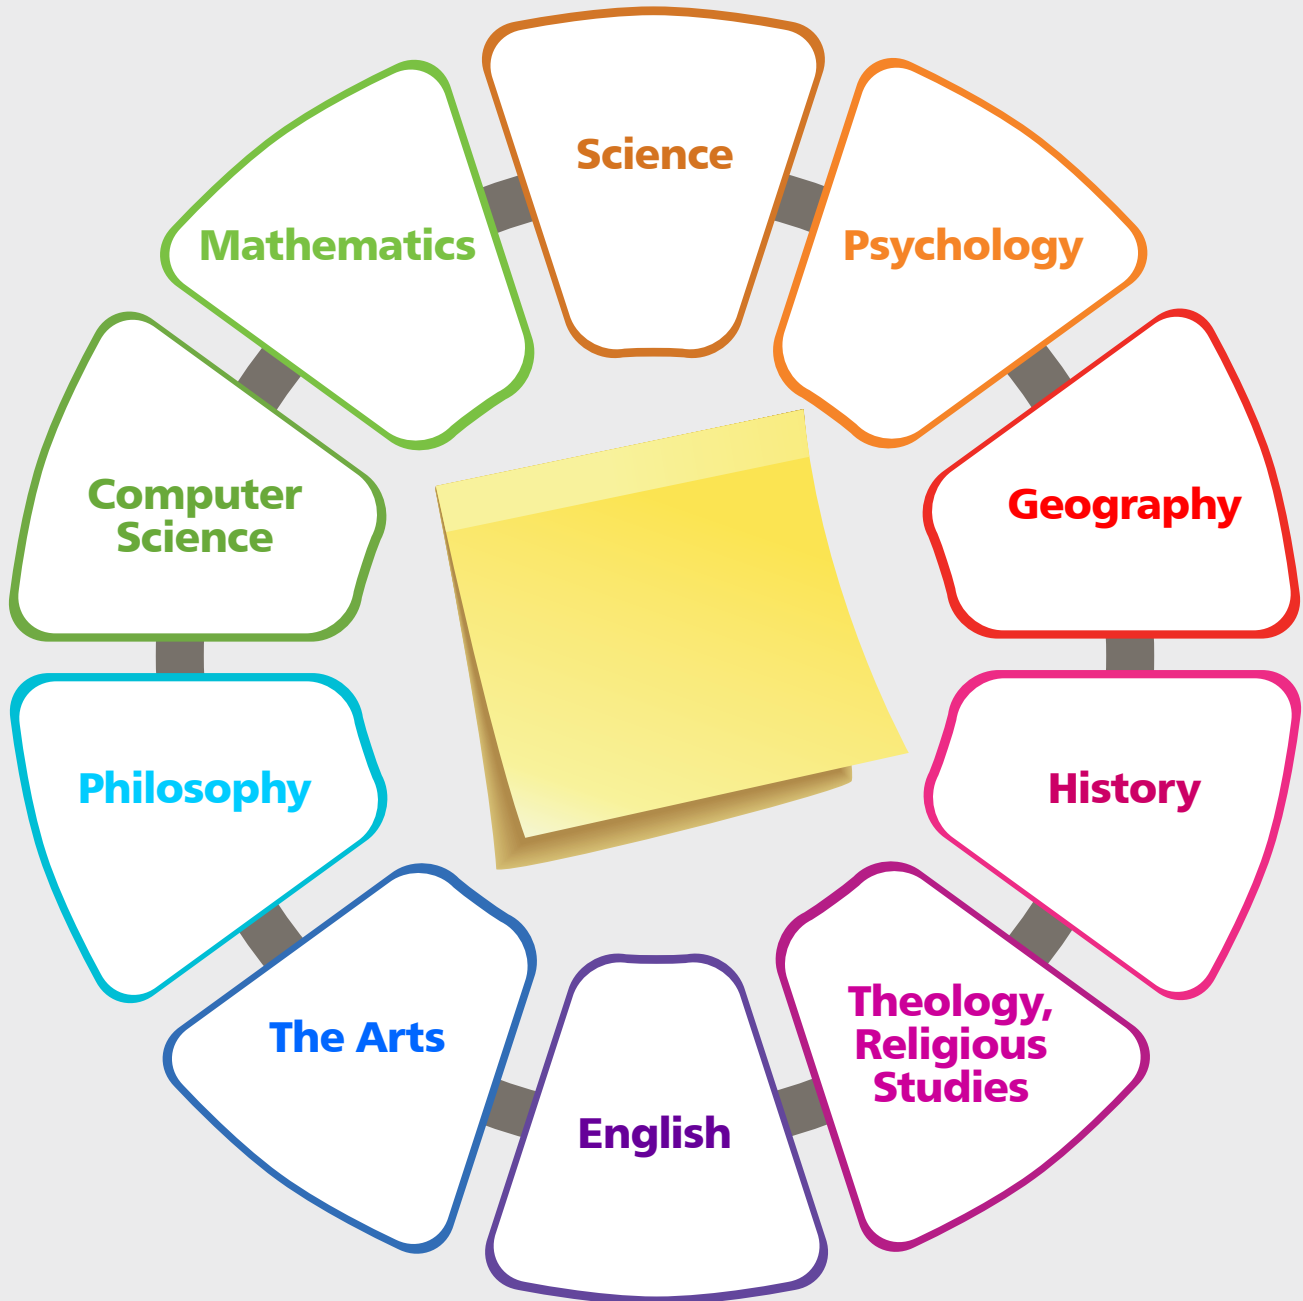 Science
Mathematics
Psychology
Computer
Science
Geography
Philosophy
History
The Arts
Theology,
Religious
Studies
English